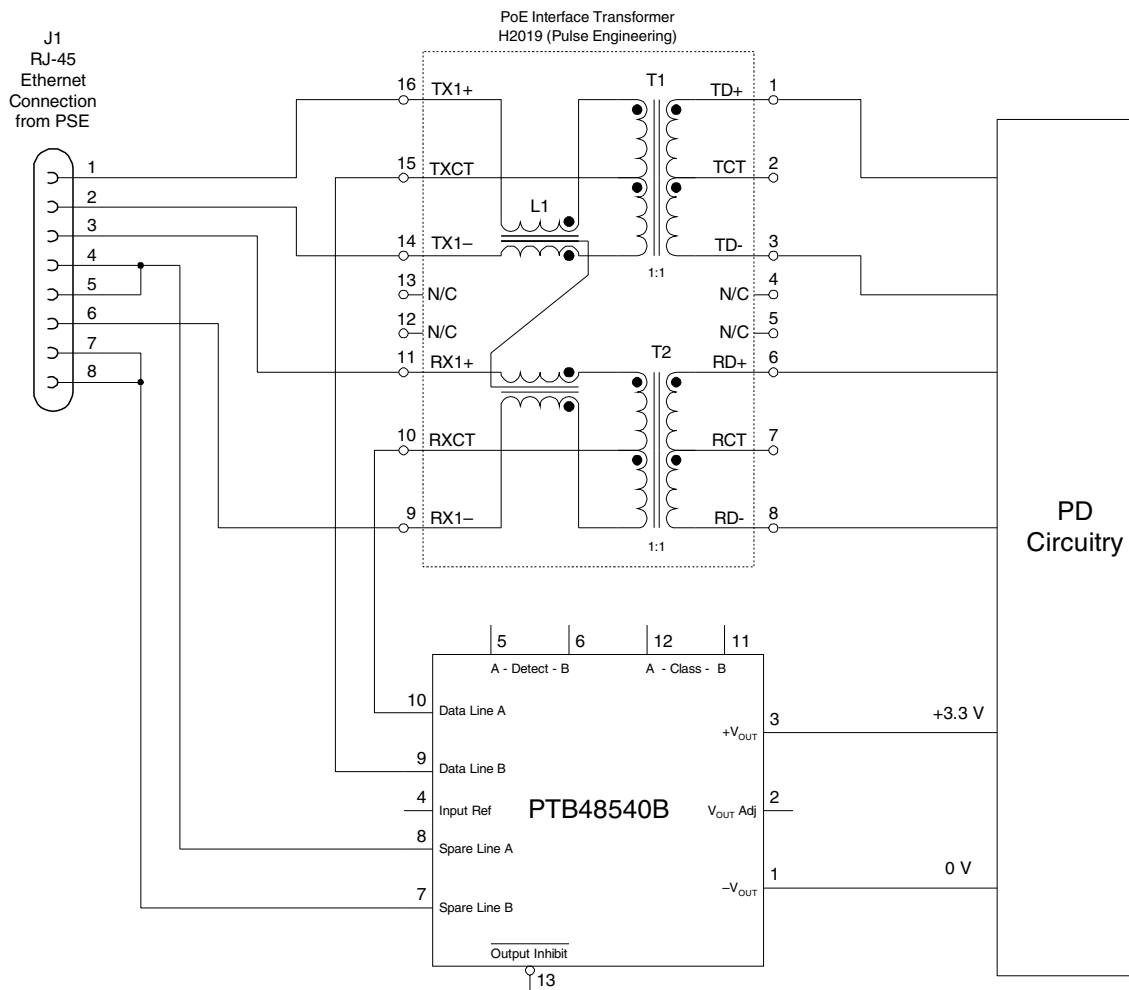 PoE Interface Transformer
H2019 (Pulse Engineering)
J1
RJ-45
Ethernet
Connection
from PSE
1
2
3
4
5
6
7
8
16 TX1+
15 TXCT
14 TX1–
13 N/C
12 N/C
11 RX1+
10 RXCT
9 RX1–
L1
T1
1:1
T2
1:1
TD+ 1
TCT 2
TD- 3
N/C 4
N/C 5
RD+ 6
RCT 7
RD- 8
PD
Circuitry
5 6 12 11
A - Detect - B A - Class - B
10 Data Line A
9 Data Line B
4 Input Ref
8 Spare Line A
7 Spare Line B
PTB48540B
+VOUT 3 +3.3 V
VOUT Adj 2
–VOUT 1 0 V
Output Inhibit
13